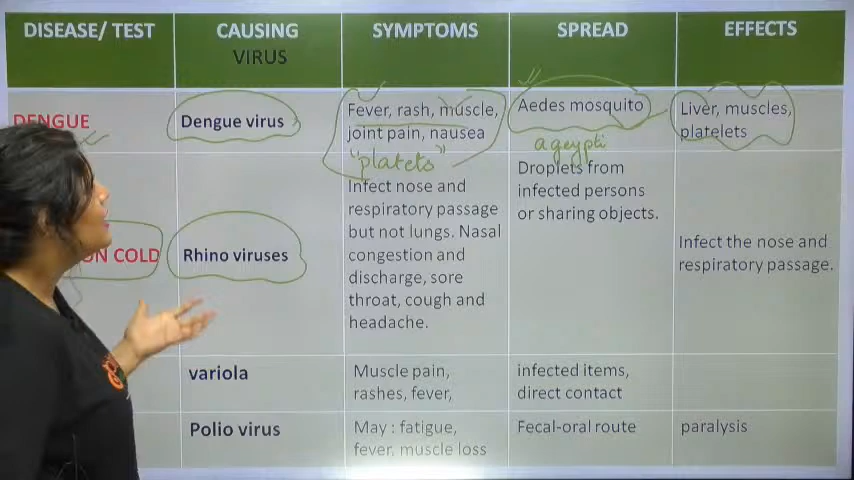 DISEASE/ TEST
CAUSING
VIRUS
SYMPTOMS
SPREAD
EFFECTS
DENGUE
Dengue virus
Fever, rash, muscle,
joint pain, nausea
"platets"
Aedes mosquito
ageypti
Liver, muscles,
platelets
ON COLD
Rhino viruses
Infect nose and
respiratory passage
but not lungs. Nasal
congestion and
discharge, sore
throat, cough and
headache.
Droplets from
infected persons
or sharing objects.
Infect the nose and
respiratory passage.
variola
Muscle pain,
rashes, fever,
infected items,
direct contact
Polio virus
May : fatigue,
fever, muscle loss
Fecal-oral route
paralysis